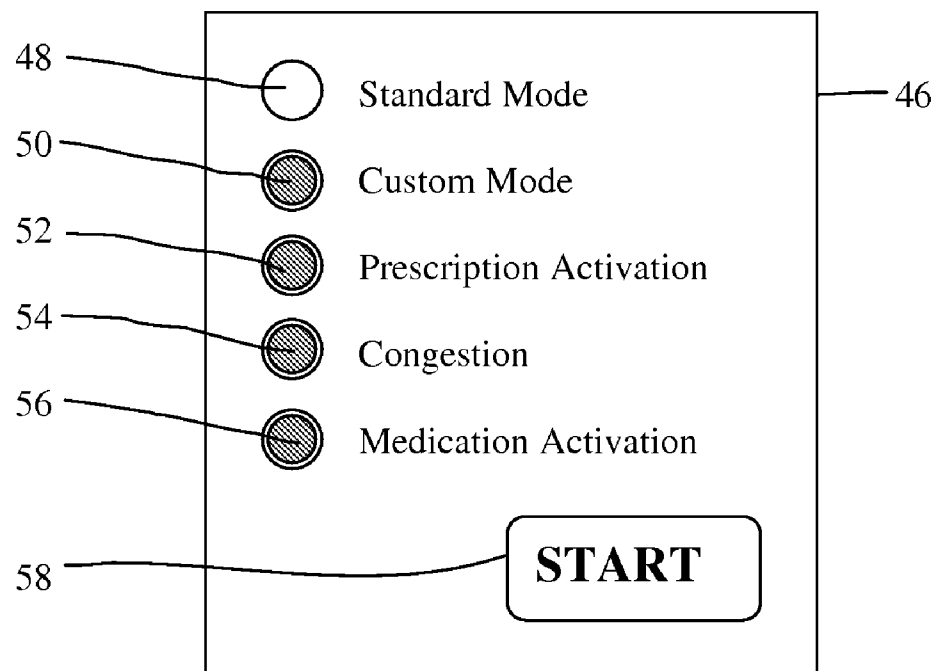 48
Standard Mode
46
50
Custom Mode
52
Prescription Activation
54
Congestion
56
Medication Activation
START
58